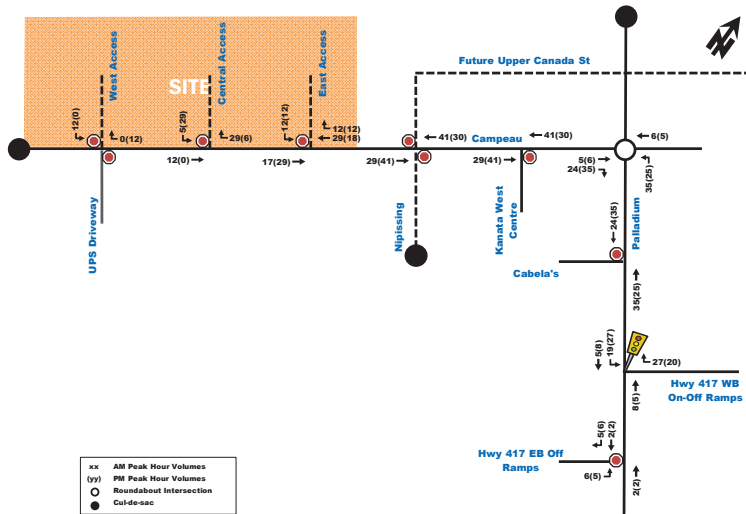 Future Upper Canada St
West Access
Central Access
East Access
SITE
12(0)
0(12)
5(29)
29(6)
12(12)
12(12)
29(18)
41(30)
Campeau
41(30)
6(5)
12(0)
17(29)
29(41)
29(41)
5(6)
24(35)
35(25)
UPS Driveway
Nipissing
Kanata West
Centre
24(35)
Palladium
Cabela's
35(25)
5(8)
19(27)
27(20)
Hwy 417 WB
On-Off Ramps
8(5)
5(6)
2(2)
Hwy 417 EB Off
Ramps
6(5)
2(2)
xx AM Peak Hour Volumes
(yy) PM Peak Hour Volumes
Roundabout Intersection
Cul-de-sac
N